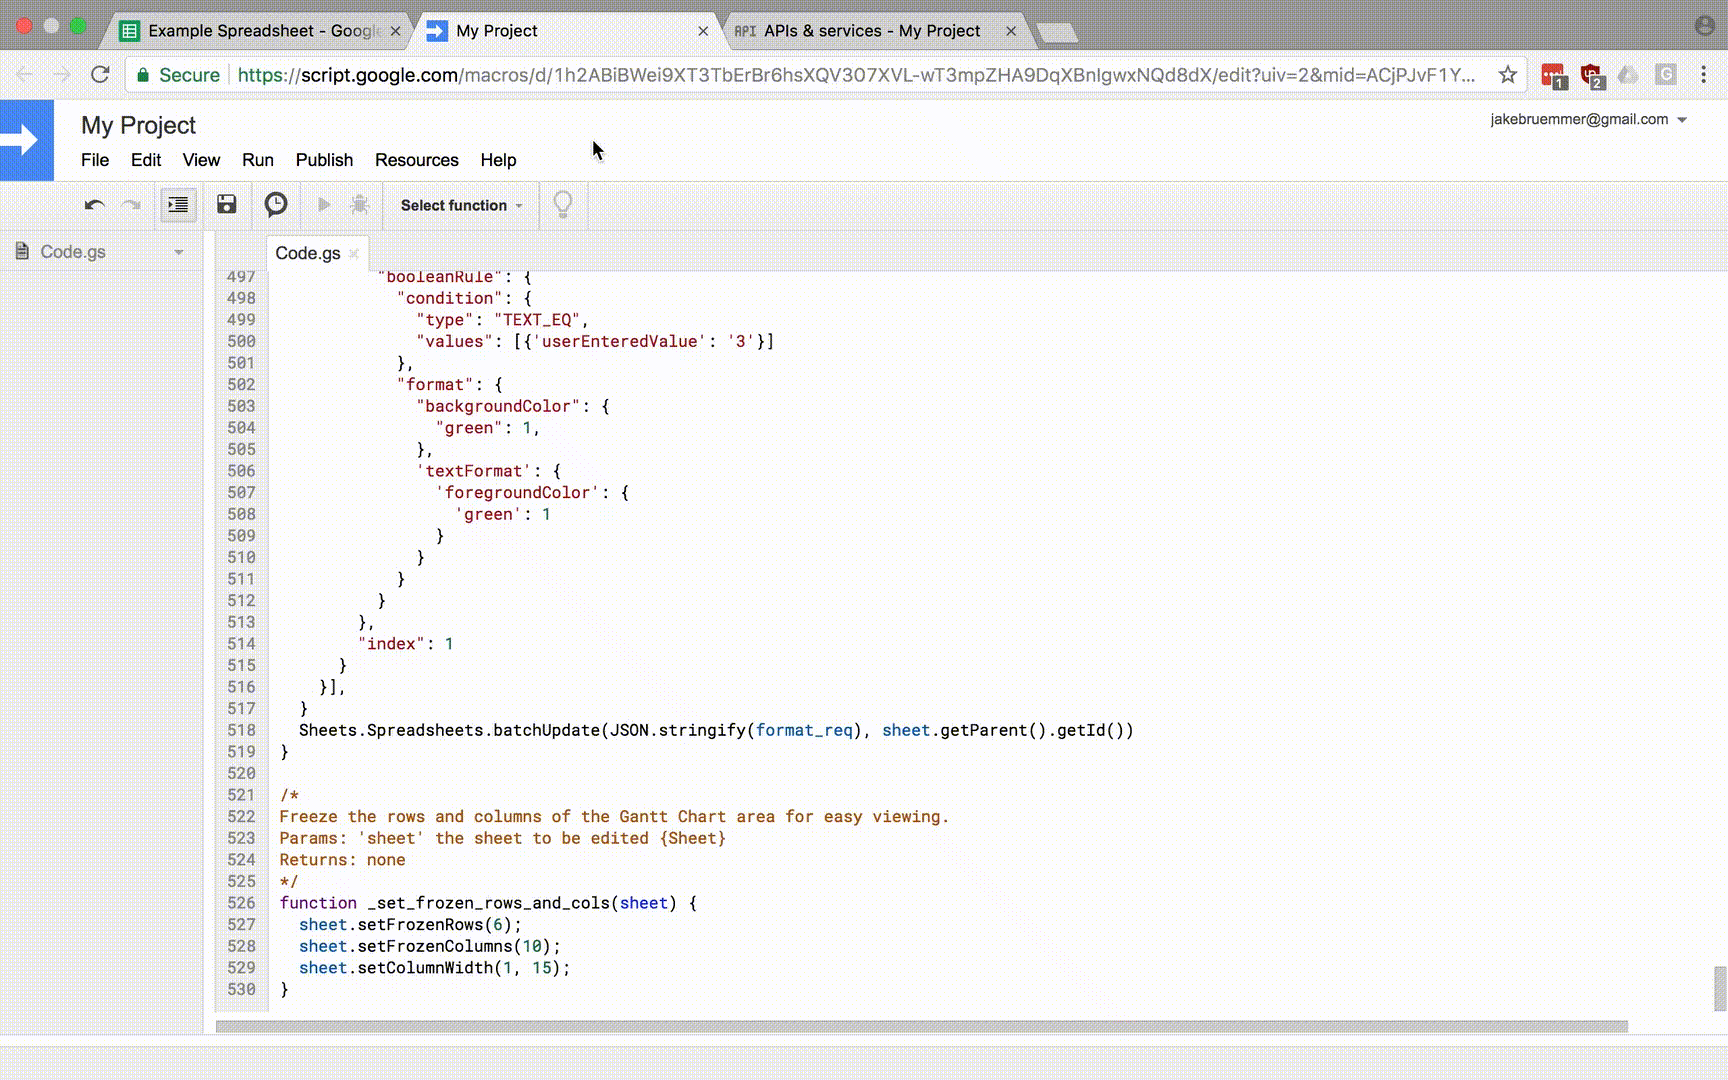 Example Spreadsheet - Google
My Project
API APIs & services - My Project
Secure https://script.google.com/macros/d/1h2ABiBWei9XT3TbErBr6hsXQV307XVL-wT3mpZHA9DqXBnIgwxNQd8dX/edit?uiv=2&mid=ACjPJvF1Y...
1
2
G
My Project
jakebruemmer@gmail.com
File Edit View Run Publish Resources Help
Select function
Code.gs
Code.gs
497 "booleanRule": {
498 "condition": {
499 "type": "TEXT_EQ",
500 "values": [{'userEnteredValue': '3'}]
501 },
502 "format": {
503 "backgroundColor": {
504 "green": 1,
505 },
506 'textFormat': {
507 'foregroundColor': {
508 'green': 1
509 }
510 }
511 }
512 }
513 },
514 "index": 1
515 }
516 }],
517 }
518 Sheets.Spreadsheets.batchUpdate(JSON.stringify(format_req), sheet.getParent().getId())
519 }
520
521 /*
522 Freeze the rows and columns of the Gantt Chart area for easy viewing.
523 Params: 'sheet' the sheet to be edited {Sheet}
524 Returns: none
525 */
526 function _set_frozen_rows_and_cols(sheet) {
527 sheet.setFrozenRows(6);
528 sheet.setFrozenColumns(10);
529 sheet.setColumnWidth(1, 15);
530 }